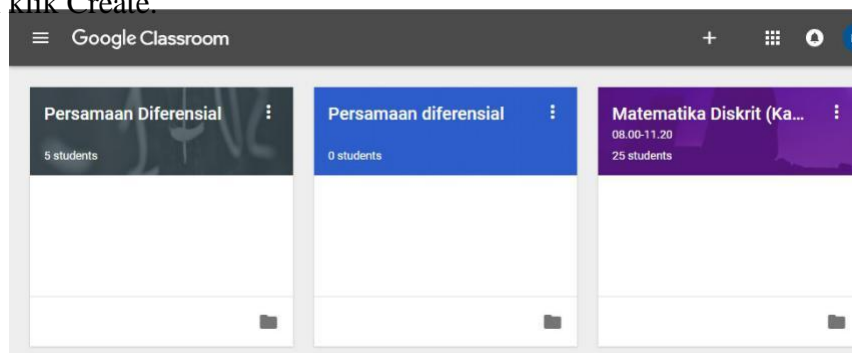 klik Create.
Google Classroom
Persamaan Diferensial
5 students
Persamaan diferensial
0 students
Matematika Diskrit (Ka...
08.00-11.20
25 students